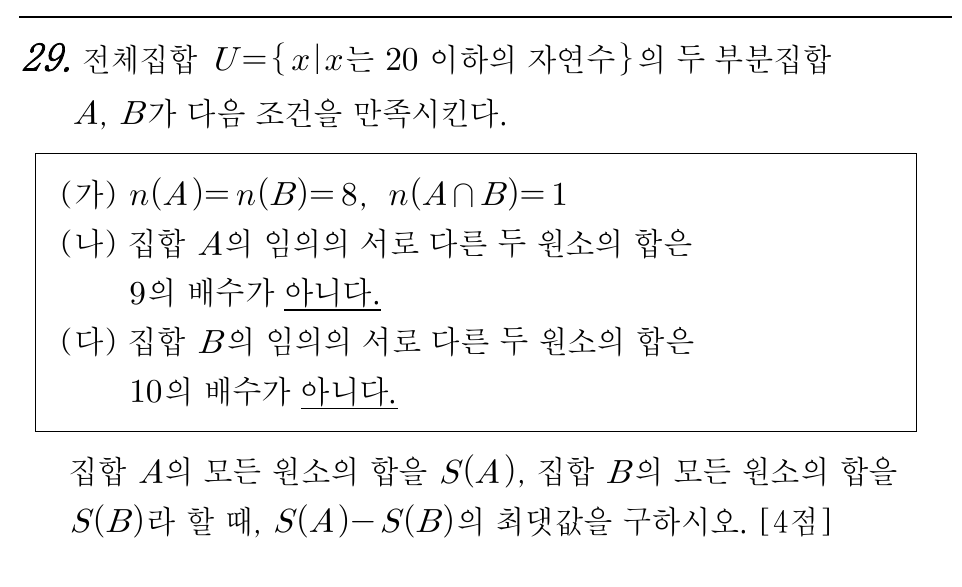 29. 전체집합 U={x|x는 20 이하의 자연수}의 두 부분집합
A, B가 다음 조건을 만족시킨다.
(가) n(A)=n(B)=8, n(A∩B)=1
(나) 집합 A의 임의의 서로 다른 두 원소의 합은
9의 배수가 아니다.
(다) 집합 B의 임의의 서로 다른 두 원소의 합은
10의 배수가 아니다.
집합 A의 모든 원소의 합을 S(A), 집합 B의 모든 원소의 합을
S(B)라 할 때, S(A)-S(B)의 최댓값을 구하시오. [4점]